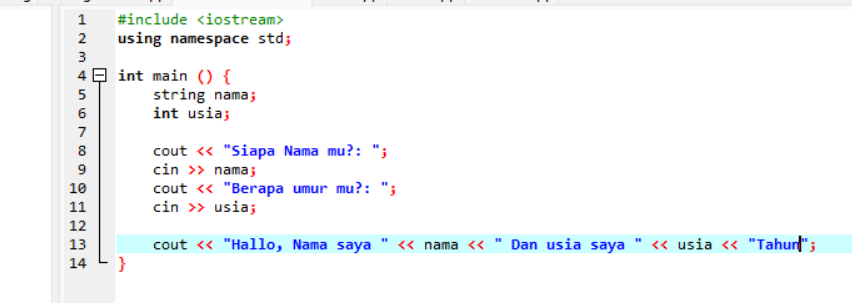 1 #include <iostream>
2 using namespace std;
3
4 int main () {
5 string nama;
6 int usia;
7
8 cout << "Siapa Nama mu?: ";
9 cin >> nama;
10 cout << "Berapa umur mu?: ";
11 cin >> usia;
12
13 cout << "Hallo, Nama saya " << nama << " Dan usia saya " << usia << "Tahun";
14 }